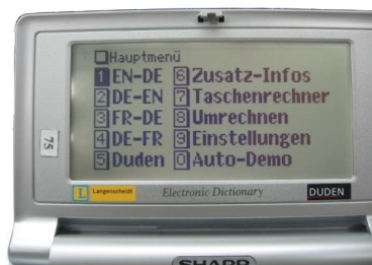 Hauptmenü
1 EN-DE 6 Zusatz-Infos
2 DE-EN 7 Taschenrechner
3 FR-DE 8 Umrechnen
4 DE-FR 9 Einstellungen
5 Duden 0 Auto-Demo
75
L Langenscheidt Electronic Dictionary DUDEN
SHARP